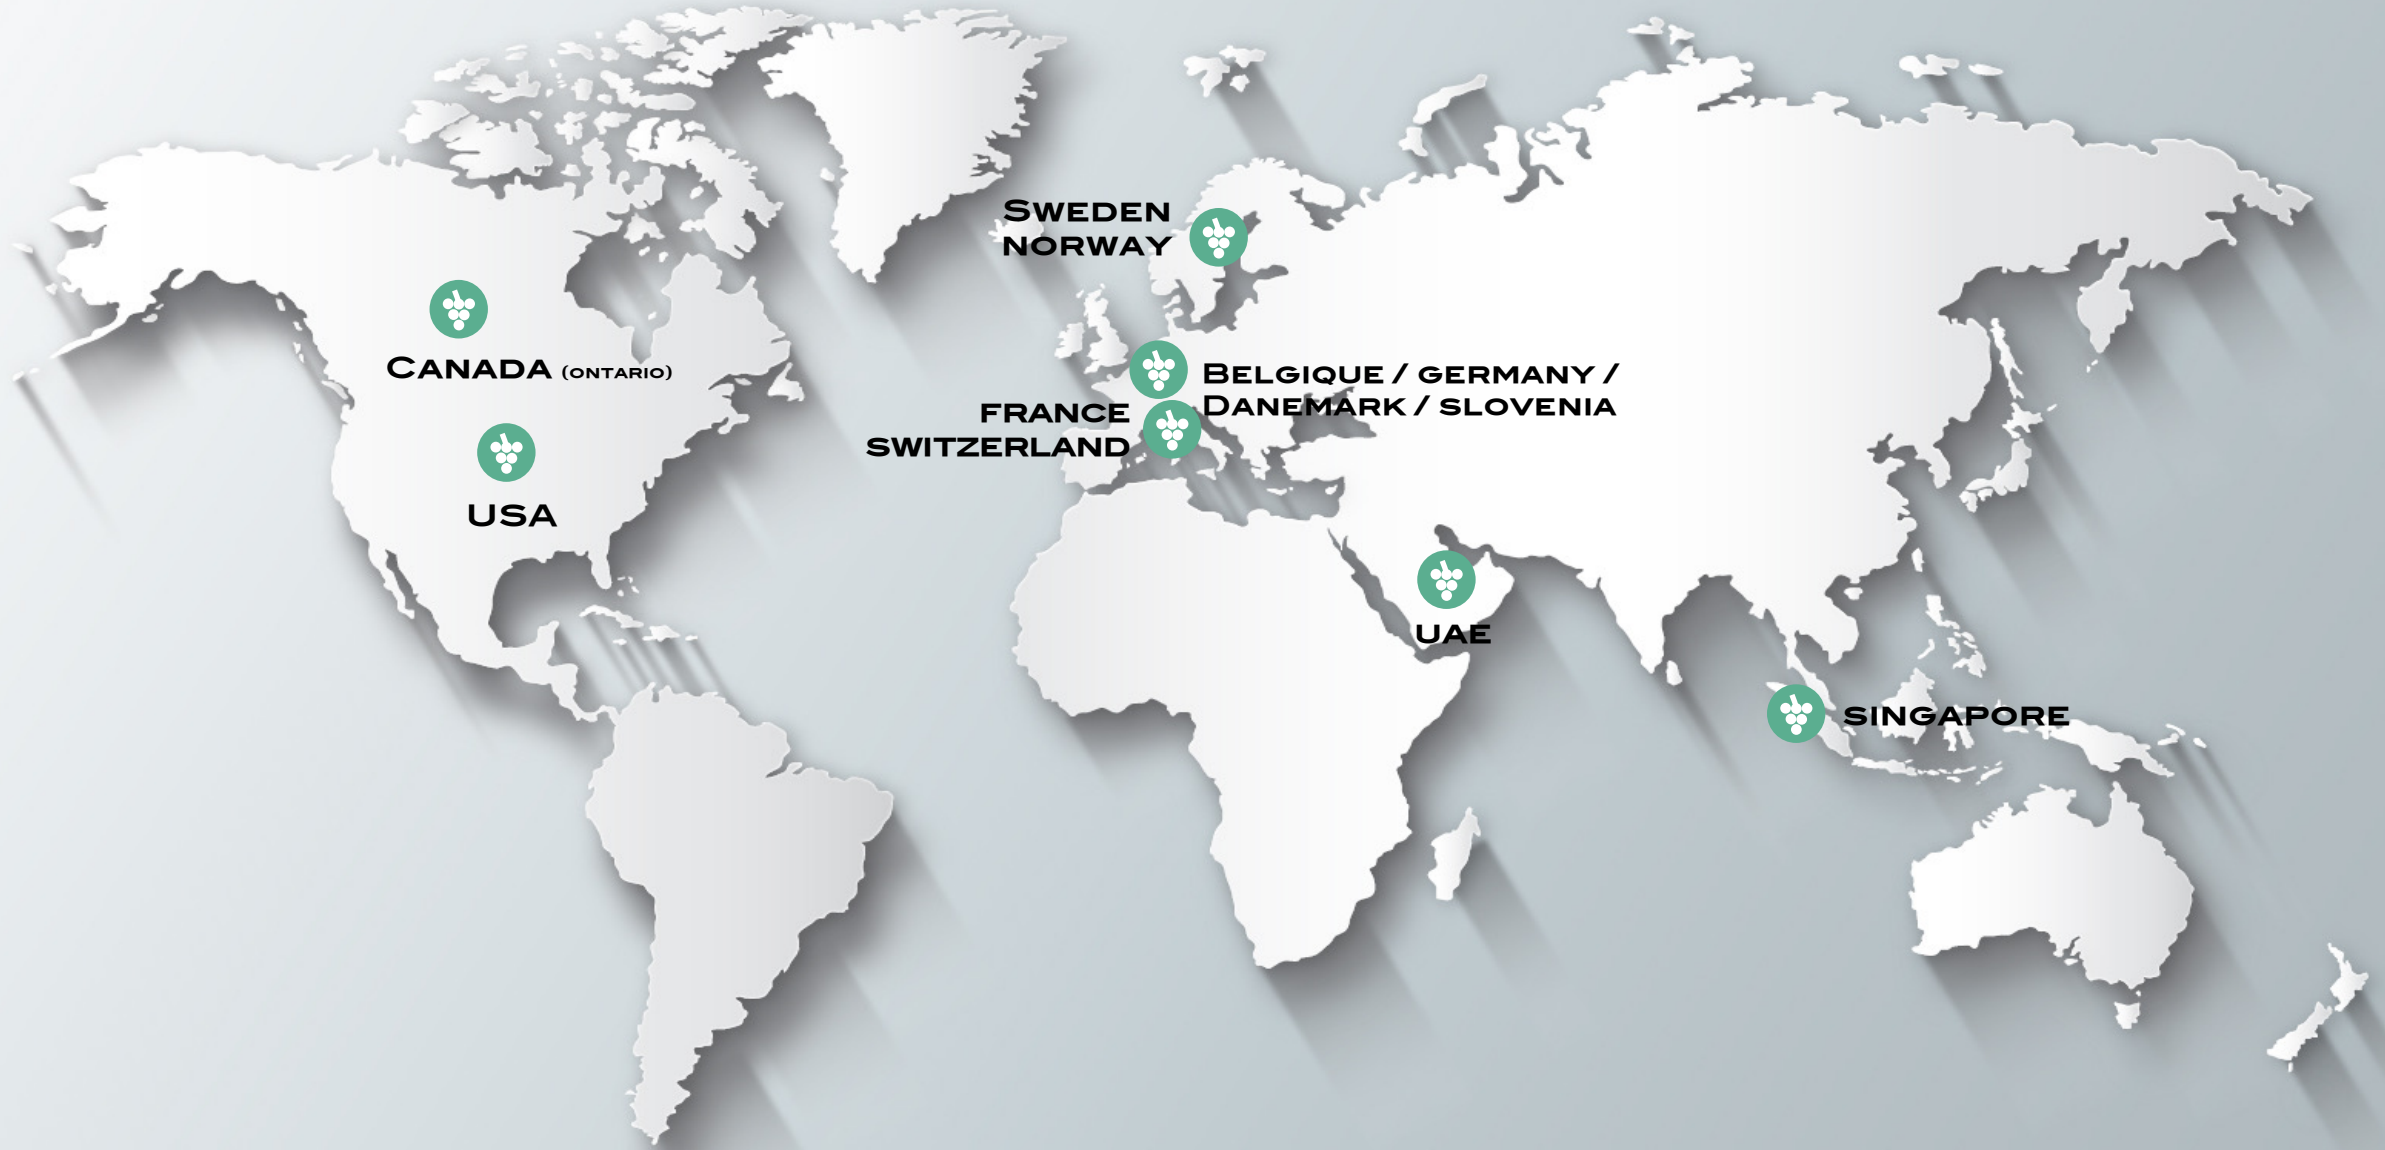 Sweden
norway
Canada (ontario)
Belgique / germany /
Danemark / slovenia
france
switzerland
USA
uae
singapore